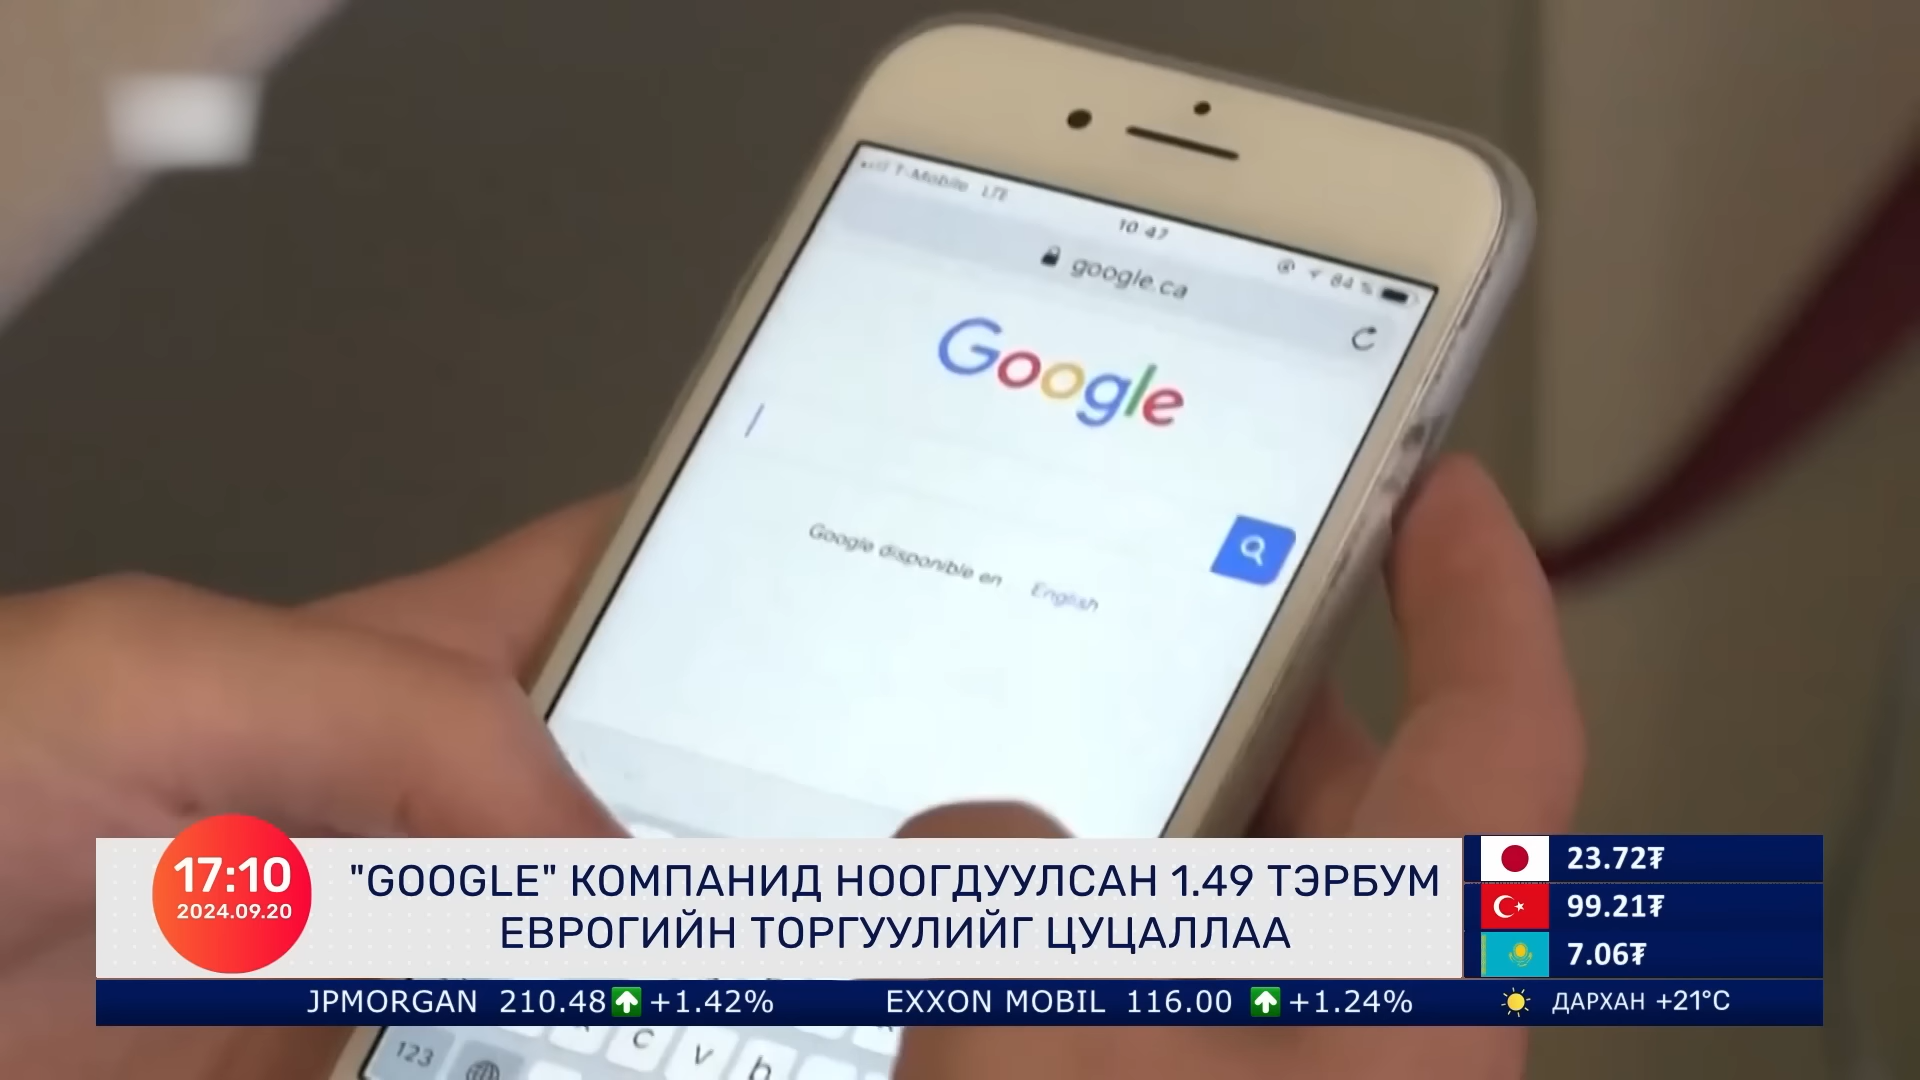 T-Mobile LTE
10 47
84 %
google.ca
Google
Google disponible en English
17:10
2024.09.20
"GOOGLE" КОМПАНИД НООГДУУЛСАН 1.49 ТЭРБУМ
ЕВРОГИЙН ТОРГУУЛИЙГ ЦУЦАЛЛАА
23.72₮
99.21₮
7.06₮
JPMORGAN 210.48 +1.42% EXXON MOBIL 116.00 +1.24%
ДАРХАН +21°C
c v b
123